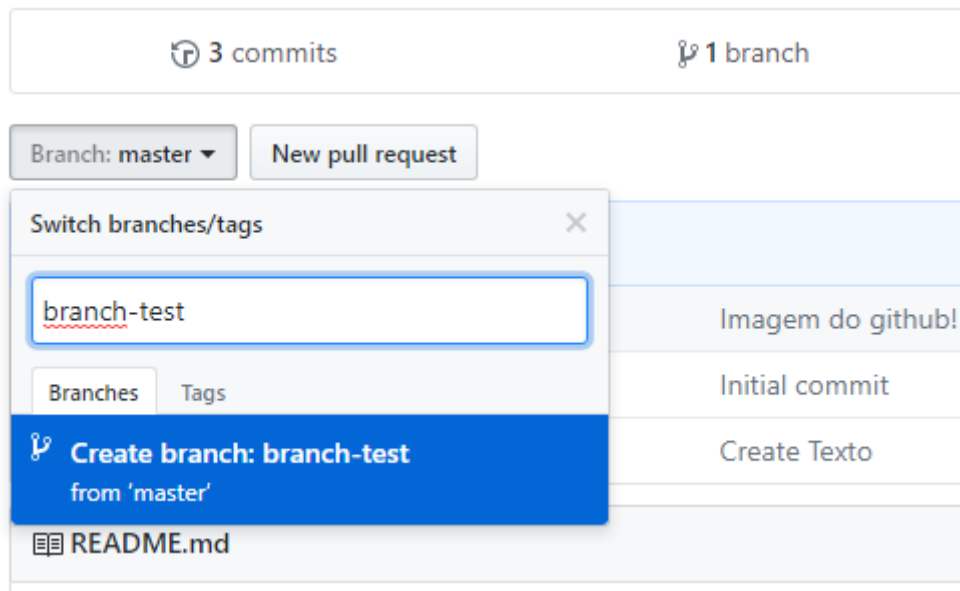 3 commits
1 branch
Branch: master
New pull request
Switch branches/tags
branch-test
Imagem do github!
Branches
Tags
Initial commit
Create branch: branch-test
from 'master'
Create Texto
README.md